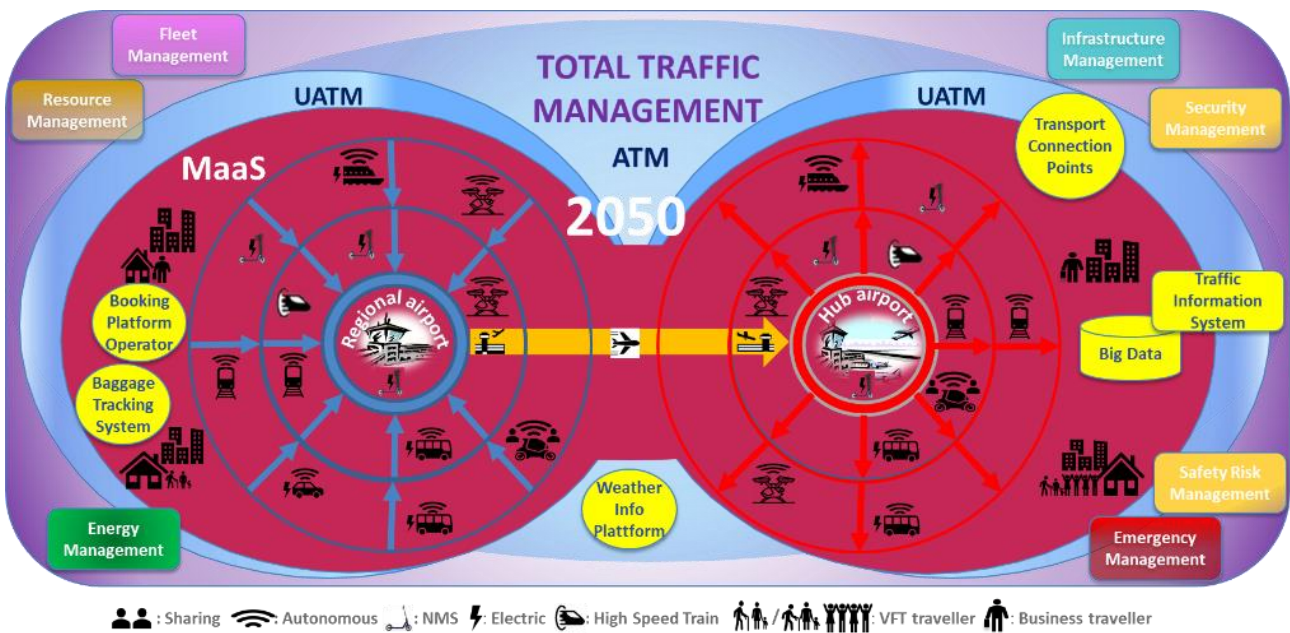 Fleet
Management
Resource
Management
TOTAL TRAFFIC
MANAGEMENT
ATM
2050
UATM
UATM
Infrastructure
Management
Security
Management
Transport
Connection
Points
MaaS
Booking
Platform
Operator
Baggage
Tracking
System
Regional airport
Hub airport
Traffic
Information
System
Big Data
Weather
Info
Plattform
Energy
Management
Safety Risk
Management
Emergency
Management
: Sharing : Autonomous : NMS : Electric : High Speed Train / : VFT traveller : Business traveller